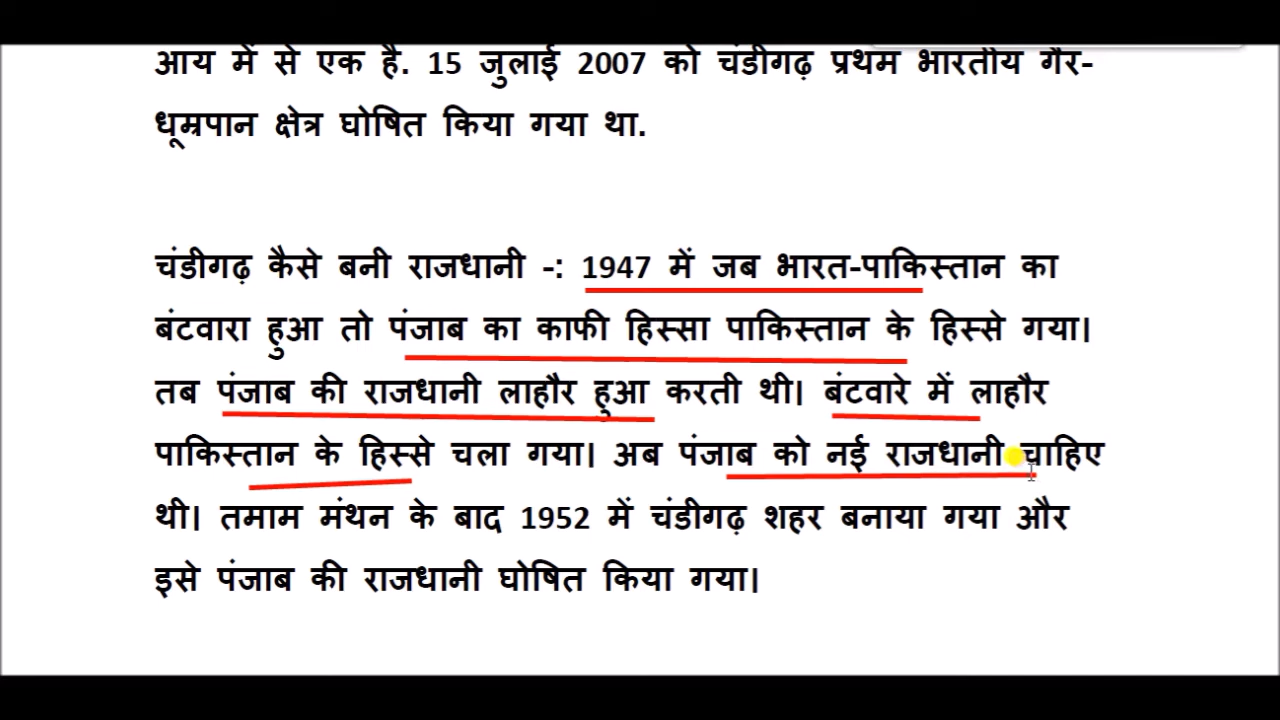 आय में से एक है. 15 जुलाई 2007 को चंडीगढ़ प्रथम भारतीय गैर-
धूम्रपान क्षेत्र घोषित किया गया था.
चंडीगढ़ कैसे बनी राजधानी -: 1947 में जब भारत-पाकिस्तान का
बंटवारा हुआ तो पंजाब का काफी हिस्सा पाकिस्तान के हिस्से गया।
तब पंजाब की राजधानी लाहौर हुआ करती थी। बंटवारे में लाहौर
पाकिस्तान के हिस्से चला गया। अब पंजाब को नई राजधानी चाहिए
थी। तमाम मंथन के बाद 1952 में चंडीगढ़ शहर बनाया गया और
इसे पंजाब की राजधानी घोषित किया गया।